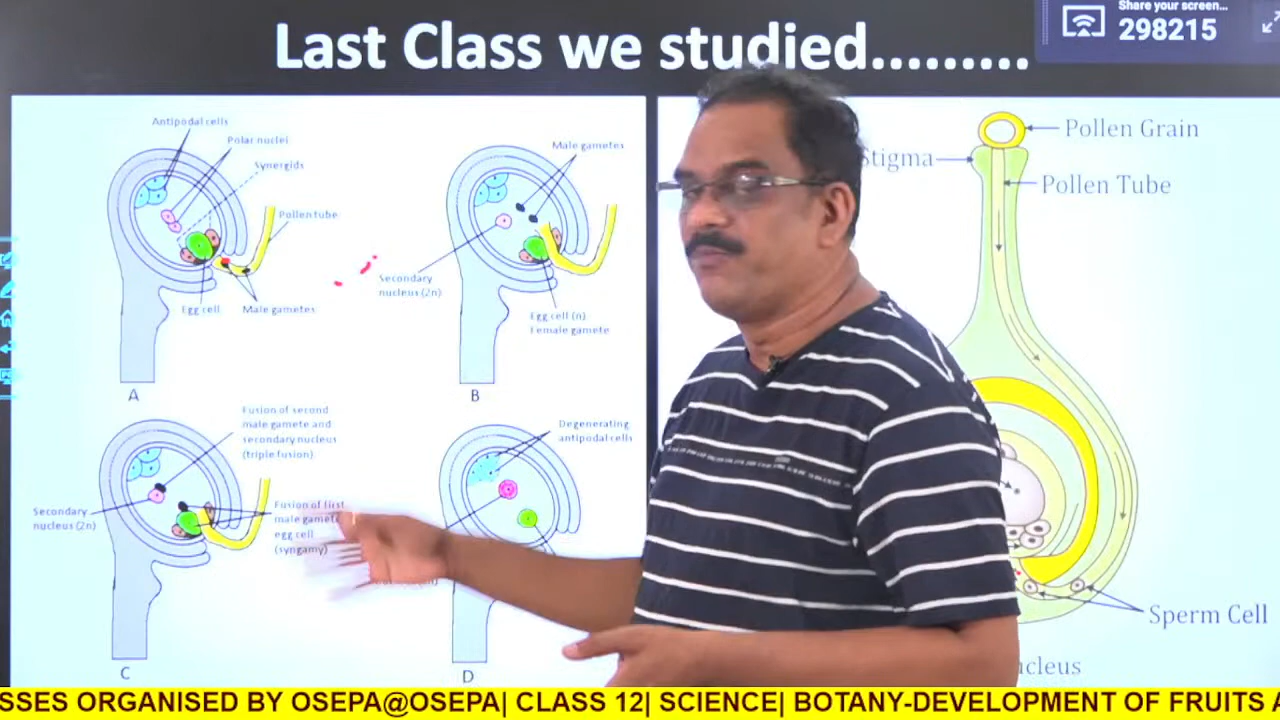 Last Class we studied.........
Share your screen...
298215
Antipodal cells
Polar nuclei
Synergids
Pollen tube
Egg cell
Male gametes
A
Male gametes
Secondary
nucleus (2n)
Egg cell (n)
Female gamete
B
Fusion of second
male gamete and
secondary nucleus
(triple fusion)
Secondary
nucleus (2n)
Fusion of first
male gamete
egg cell
(syngamy)
C
Degenerating
antipodal cells
D
Pollen Grain
Stigma
Pollen Tube
Sperm Cell
SSES ORGANISED BY OSEPA@OSEPA| CLASS 12| SCIENCE| BOTANY-DEVELOPMENT OF FRUITS A